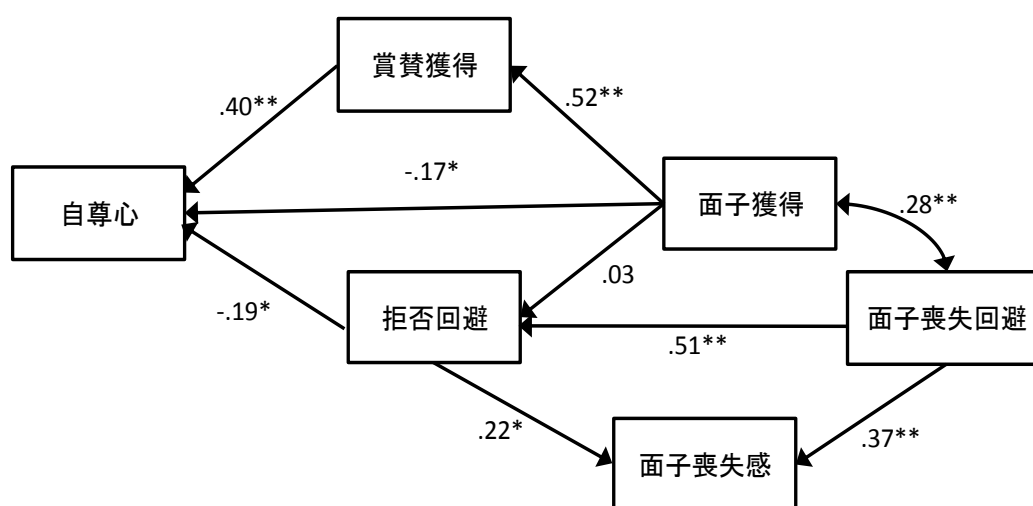 賞賛獲得
.40**
.52**
-.17*
自尊心
面子獲得
.28**
.03
-.19*
拒否回避
面子喪失回避
.51**
.22*
面子喪失感
.37**